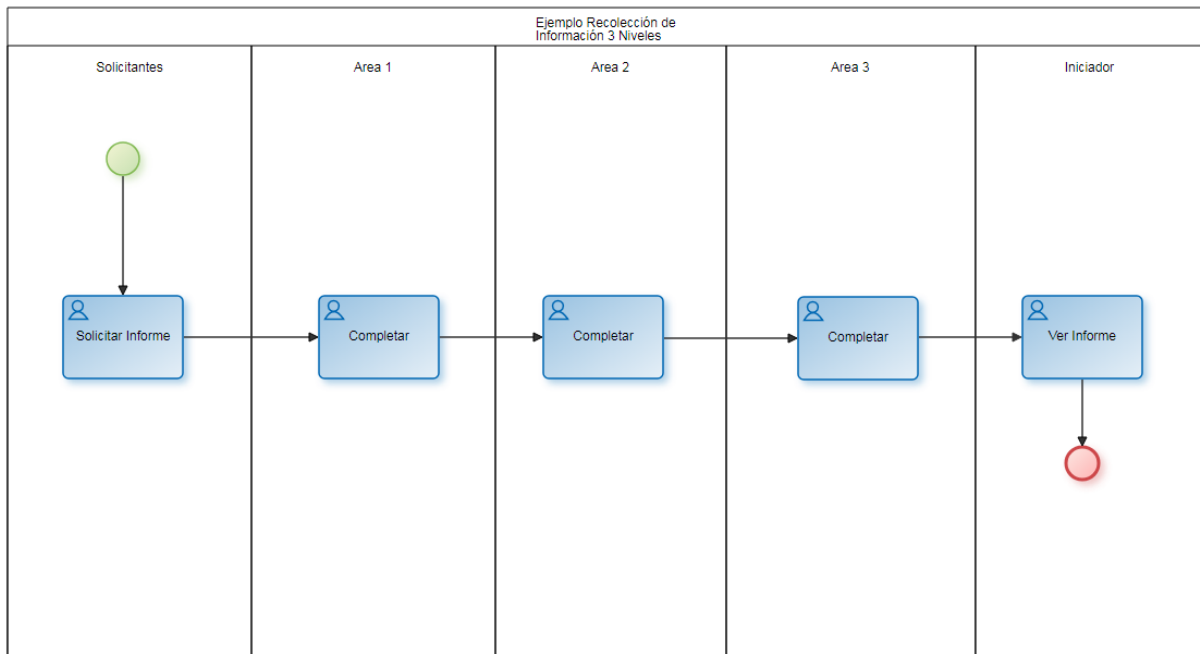 Ejemplo Recolección de
Información 3 Niveles
Solicitantes
Area 1
Area 2
Area 3
Iniciador
Solicitar Informe
Completar
Completar
Completar
Ver Informe